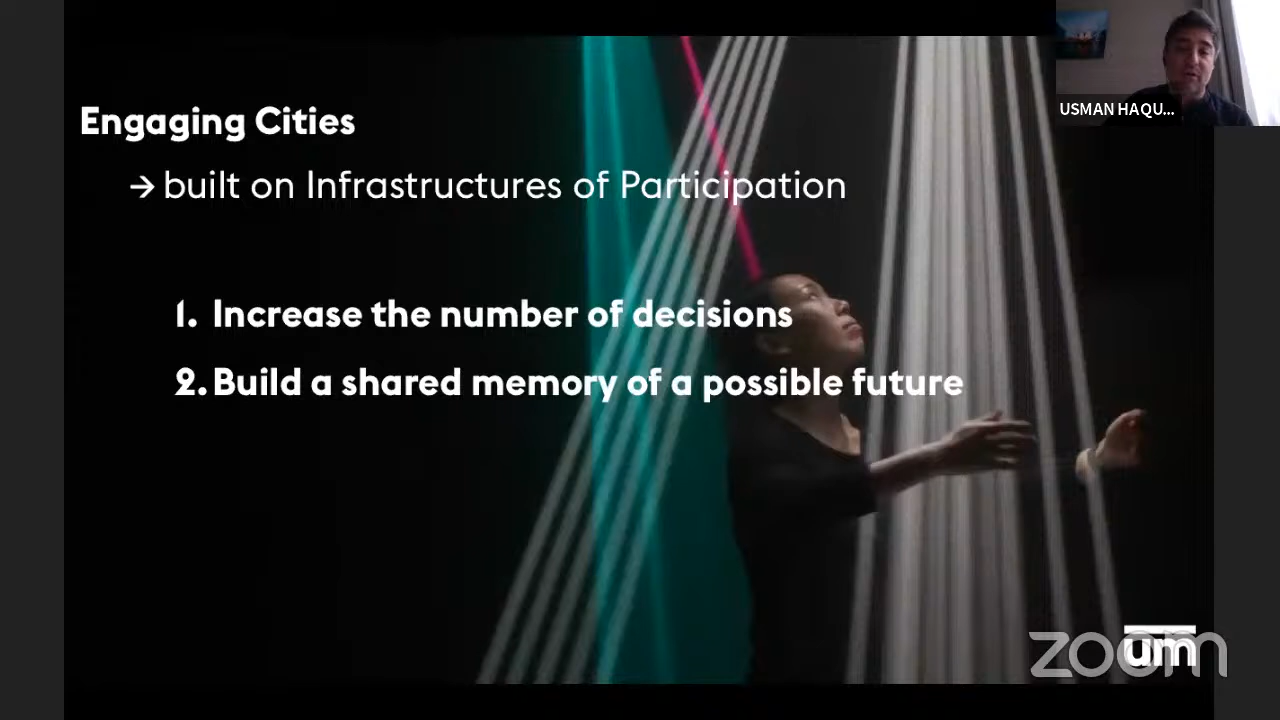 USMAN HAQU...
Engaging Cities
→ built on Infrastructures of Participation
1. Increase the number of decisions
2. Build a shared memory of a possible future
um
zoom